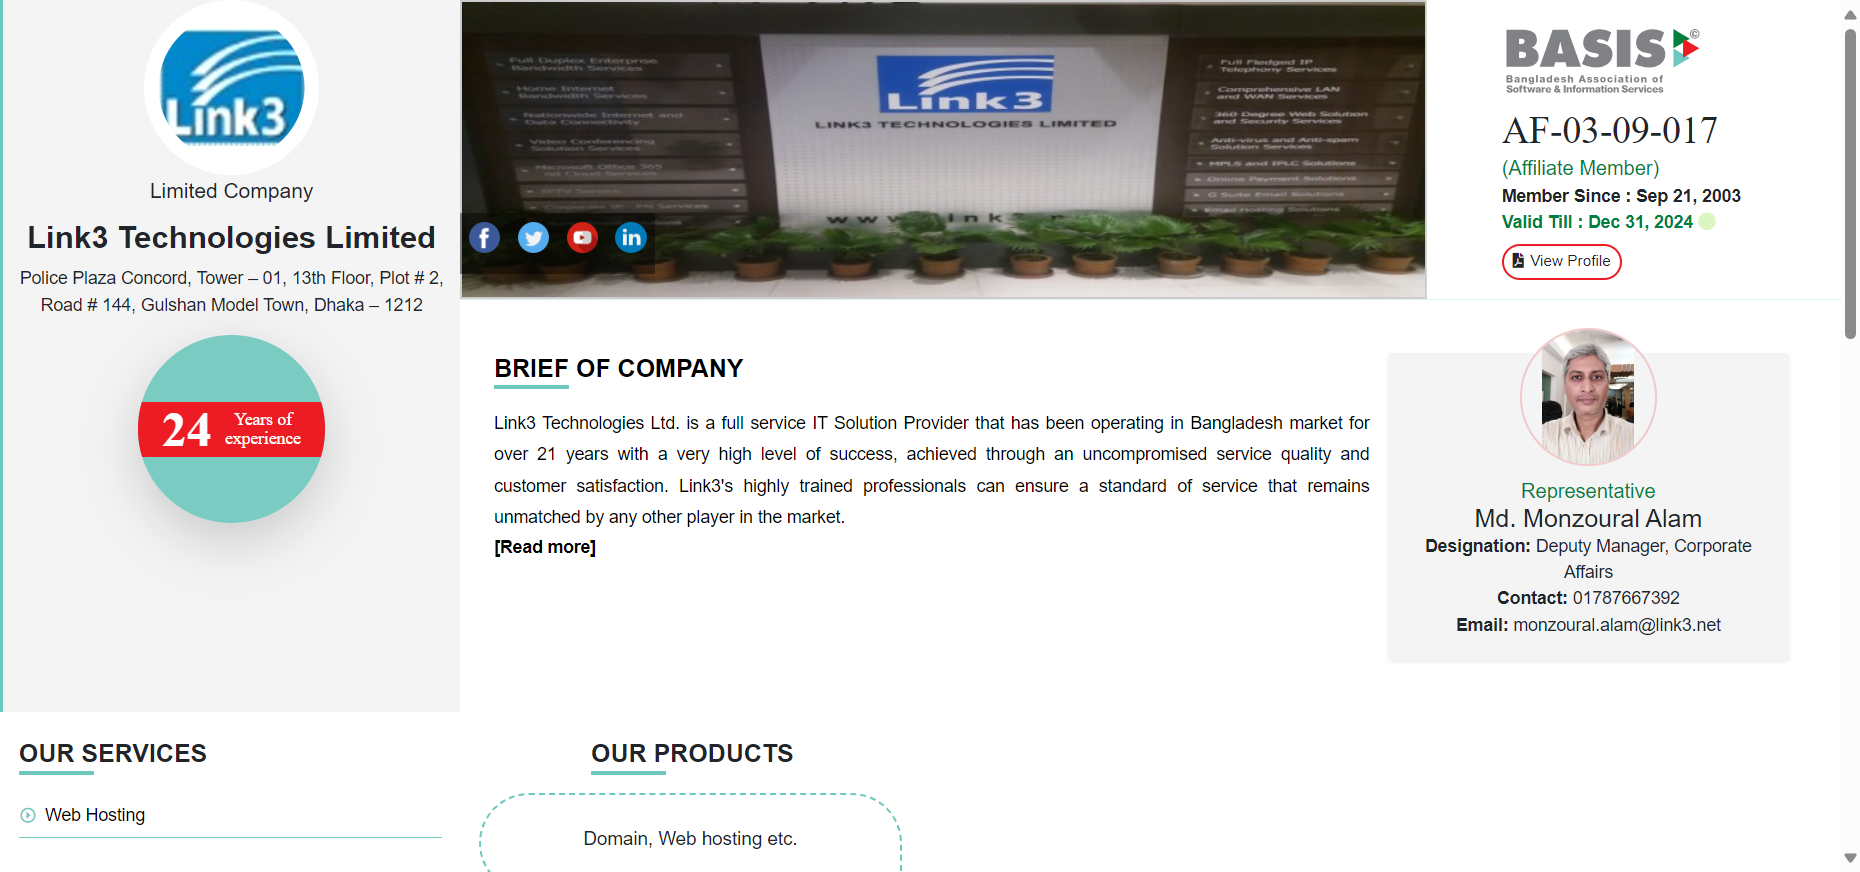 Link3
Limited Company
Link3 Technologies Limited
Police Plaza Concord, Tower – 01, 13th Floor, Plot # 2,
Road # 144, Gulshan Model Town, Dhaka – 1212
24 Years of
experience
Full Duplex Enterprise
Bandwidth Services
Home Internet
Bandwidth Services
Nationwide Internet and
Data Connectivity
Video Conferencing
Solution Services
Microsoft Office 365
nd Cloud Services
IPTV Service
Link3
LINK3 TECHNOLOGIES LIMITED
Full Fledged IP
Telephony Services
Comprehensive LAN
and WAN Services
360 Degree Web Solution
and Security Services
Anti-virus and Anti-spam
Solution Services
MPLS and IPLC Solutions
Online Payment Solutions
G Suite Email Solutions
Email Hosting Solutions
BASIS ©
Bangladesh Association of
Software & Information Services
AF-03-09-017
(Affiliate Member)
Member Since : Sep 21, 2003
Valid Till : Dec 31, 2024
View Profile
BRIEF OF COMPANY
Link3 Technologies Ltd. is a full service IT Solution Provider that has been operating in Bangladesh market for
over 21 years with a very high level of success, achieved through an uncompromised service quality and
customer satisfaction. Link3's highly trained professionals can ensure a standard of service that remains
unmatched by any other player in the market.
[Read more]
Representative
Md. Monzoural Alam
Designation: Deputy Manager, Corporate
Affairs
Contact: 01787667392
Email: monzoural.alam@link3.net
OUR SERVICES
Web Hosting
OUR PRODUCTS
Domain, Web hosting etc.